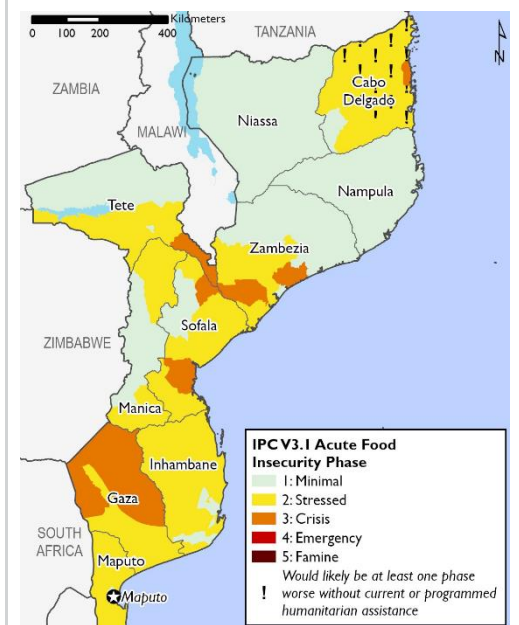 0 100 200 400
Kilometers
TANZANIA
ZAMBIA
MALAWI
Niassa
Cabo
Delgado
Nampula
Tete
Zambezia
Sofala
ZIMBABWE
Manica
Inhambane
Gaza
SOUTH
AFRICA
Maputo
Maputo
IPC V3.1 Acute Food
Insecurity Phase
1: Minimal
2: Stressed
3: Crisis
4: Emergency
5: Famine
! Would likely be at least one phase
worse without current or programmed
humanitarian assistance